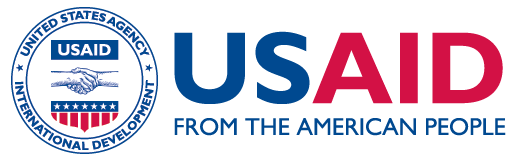 UNITED STATES AGENCY
USAID
INTERNATIONAL DEVELOPMENT
USAID
FROM THE AMERICAN PEOPLE